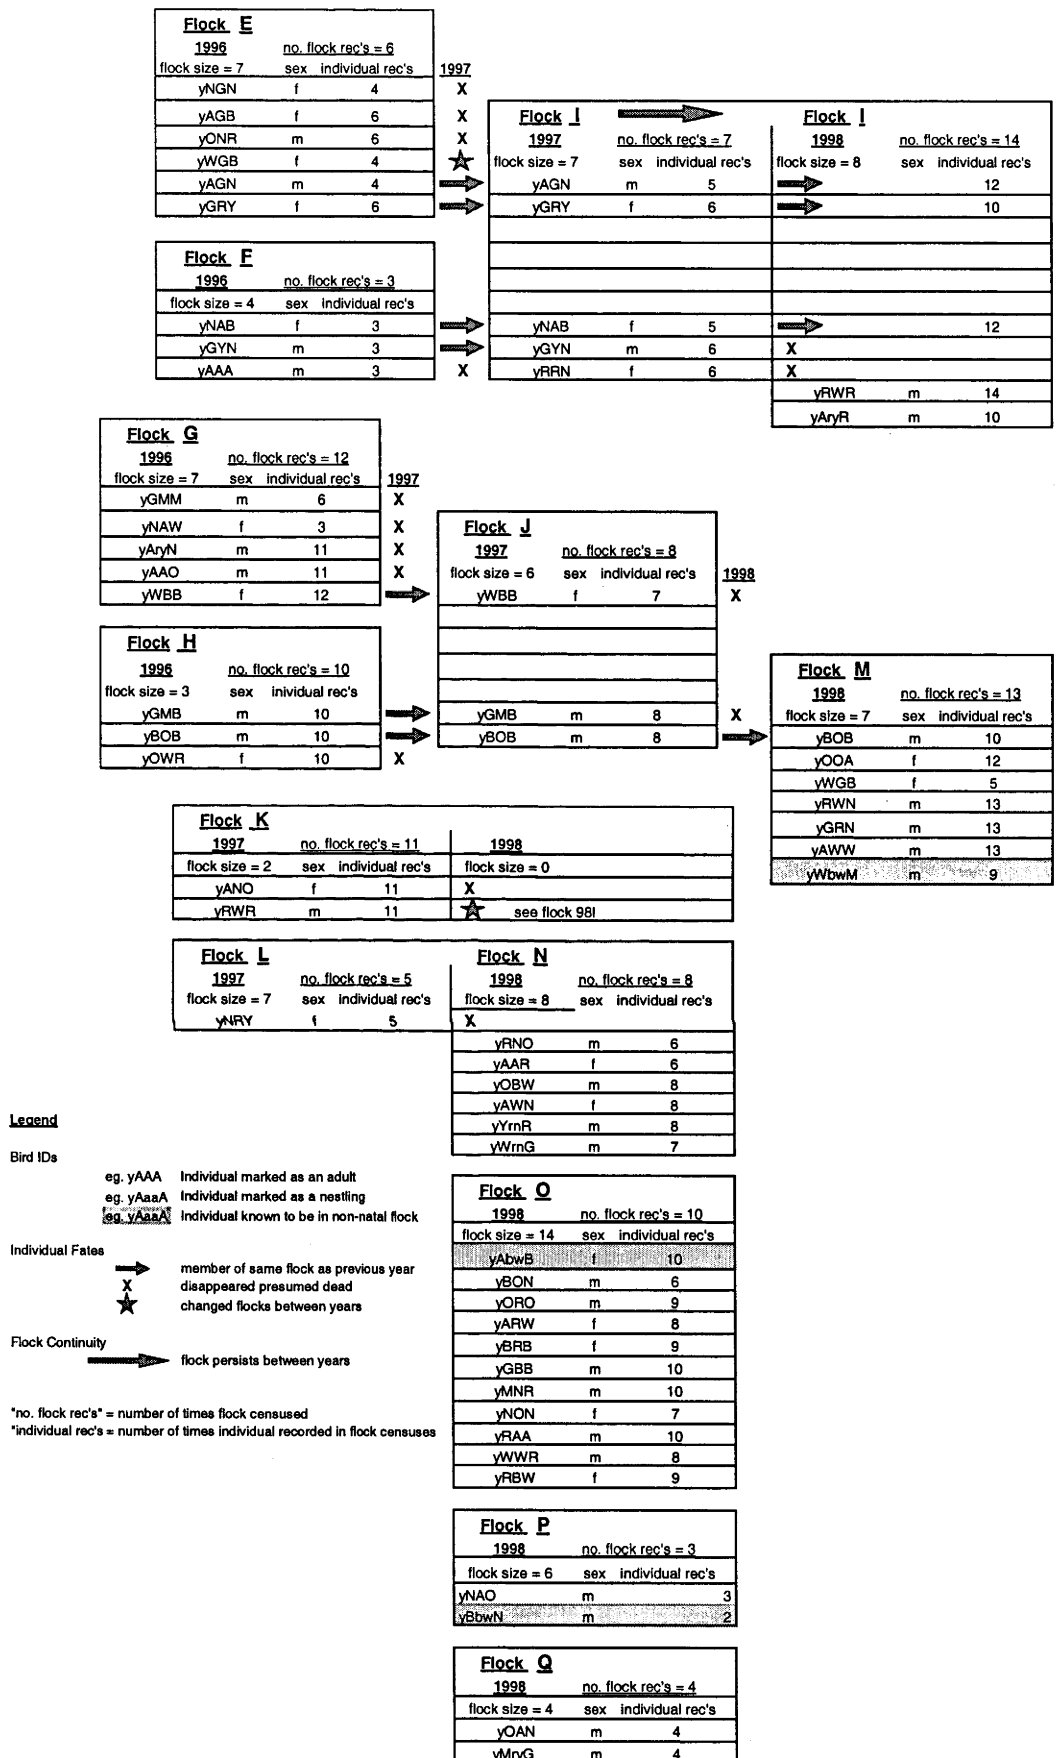 Flock E
1996 no. flock rec's = 6
flock size = 7 sex individual rec's 1997
yNGN f 4 X
yAGB f 6 X
yONR m 6 X
yWGB f 4
yAGN m 4
yGRY f 6
Flock F
1996 no. flock rec's = 3
flock size = 4 sex individual rec's
yNAB f 3
yGYN m 3
yAAA m 3 X
Flock I Flock I
1997 no. flock rec's = 7 1998 no. flock rec's = 14
flock size = 7 sex individual rec's flock size = 8 sex individual rec's
yAGN m 5 12
yGRY f 6 10
yNAB f 5 12
yGYN m 6 X
yRRN f 6 X
yRWR m 14
yAryR m 10
Flock G
1996 no. flock rec's = 12
flock size = 7 sex individual rec's 1997
yGMM m 6 X
yNAW f 3 X
yAryN m 11 X
yAAO m 11 X
yWBB f 12
Flock H
1996 no. flock rec's = 10
flock size = 3 sex inividual rec's
yGMB m 10
yBOB m 10
yOWR f 10 X
Flock J
1997 no. flock rec's = 8
flock size = 6 sex individual rec's 1998
yWBB f 7 X
yGMB m 8 X
yBOB m 8
Flock M
1998 no. flock rec's = 13
flock size = 7 sex individual rec's
yBOB m 10
yOOA f 12
yWGB f 5
yRWN m 13
yGRN m 13
yAWW m 13
yWbwM m 9
Flock K
1997 no. flock rec's = 11 1998
flock size = 2 sex individual rec's flock size = 0
yANO f 11 X
yRWR m 11 see flock 98I
Flock L Flock N
1997 no. flock rec's = 5 1998 no. flock rec's = 8
flock size = 7 sex individual rec's flock size = 8 sex individual rec's
yNRY f 5 X
yRNO m 6
yAAR f 6
yOBW m 8
yAWN f 8
yYrnR m 8
yWrnG m 7
Legend
Bird IDs
eg. yAAA Individual marked as an adult
eg. yAaaA Individual marked as a nestling
eg. yAaaA Individual known to be in non-natal flock
Individual Fates
member of same flock as previous year
X disappeared presumed dead
changed flocks between years
Flock Continuity
flock persists between years
"no. flock rec's" = number of times flock censused
"individual rec's = number of times individual recorded in flock censuses
Flock O
1998 no. flock rec's = 10
flock size = 14 sex individual rec's
yAbwB f 10
yBON m 6
yORO m 9
yARW f 8
yBRB f 9
yGBB m 10
yMNR m 10
yNON f 7
yRAA m 10
yWWR m 8
yRBW f 9
Flock P
1998 no. flock rec's = 3
flock size = 6 sex individual rec's
yNAO m 3
yBbwN m 2
Flock Q
1998 no. flock rec's = 4
flock size = 4 sex individual rec's
yOAN m 4
yMryG m 4